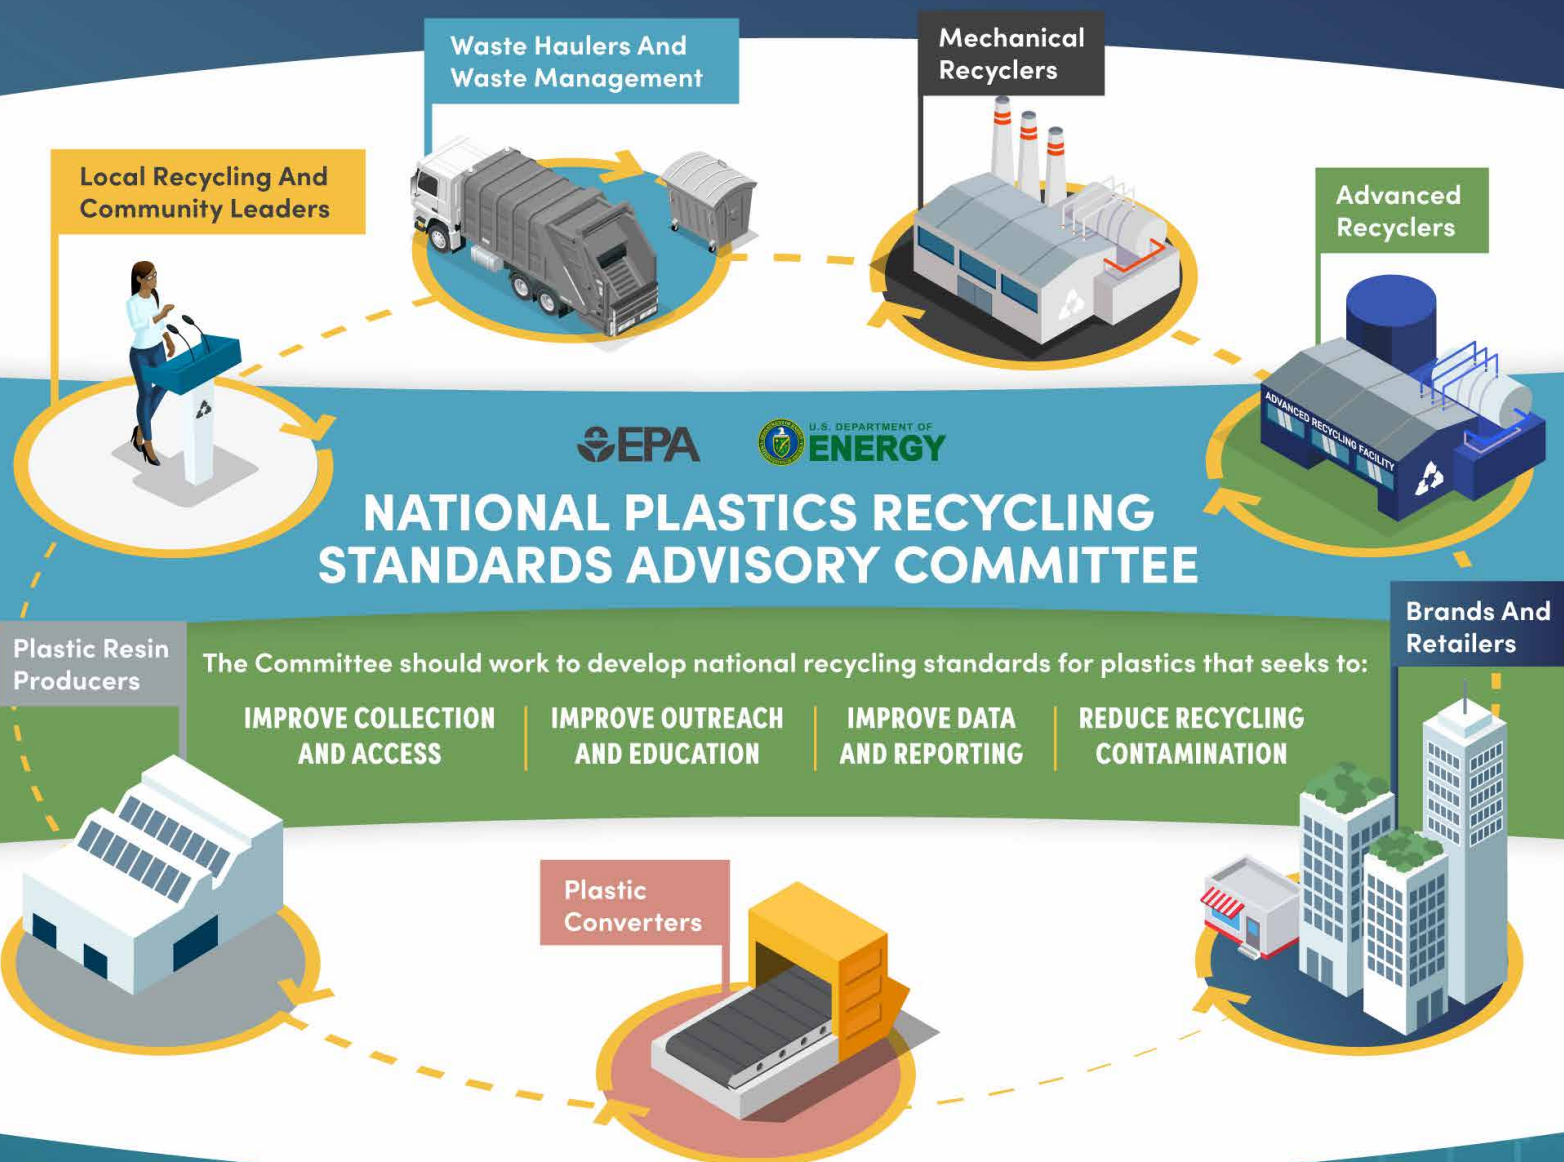 Waste Haulers And
Waste Management
Mechanical
Recyclers
Local Recycling And
Community Leaders
Advanced
Recyclers
ADVANCED RECYCLING FACILITY
EPA
U.S. DEPARTMENT OF
ENERGY
NATIONAL PLASTICS RECYCLING
STANDARDS ADVISORY COMMITTEE
Brands And
Retailers
Plastic Resin
Producers
The Committee should work to develop national recycling standards for plastics that seeks to:
IMPROVE COLLECTION
AND ACCESS
IMPROVE OUTREACH
AND EDUCATION
IMPROVE DATA
AND REPORTING
REDUCE RECYCLING
CONTAMINATION
Plastic
Converters